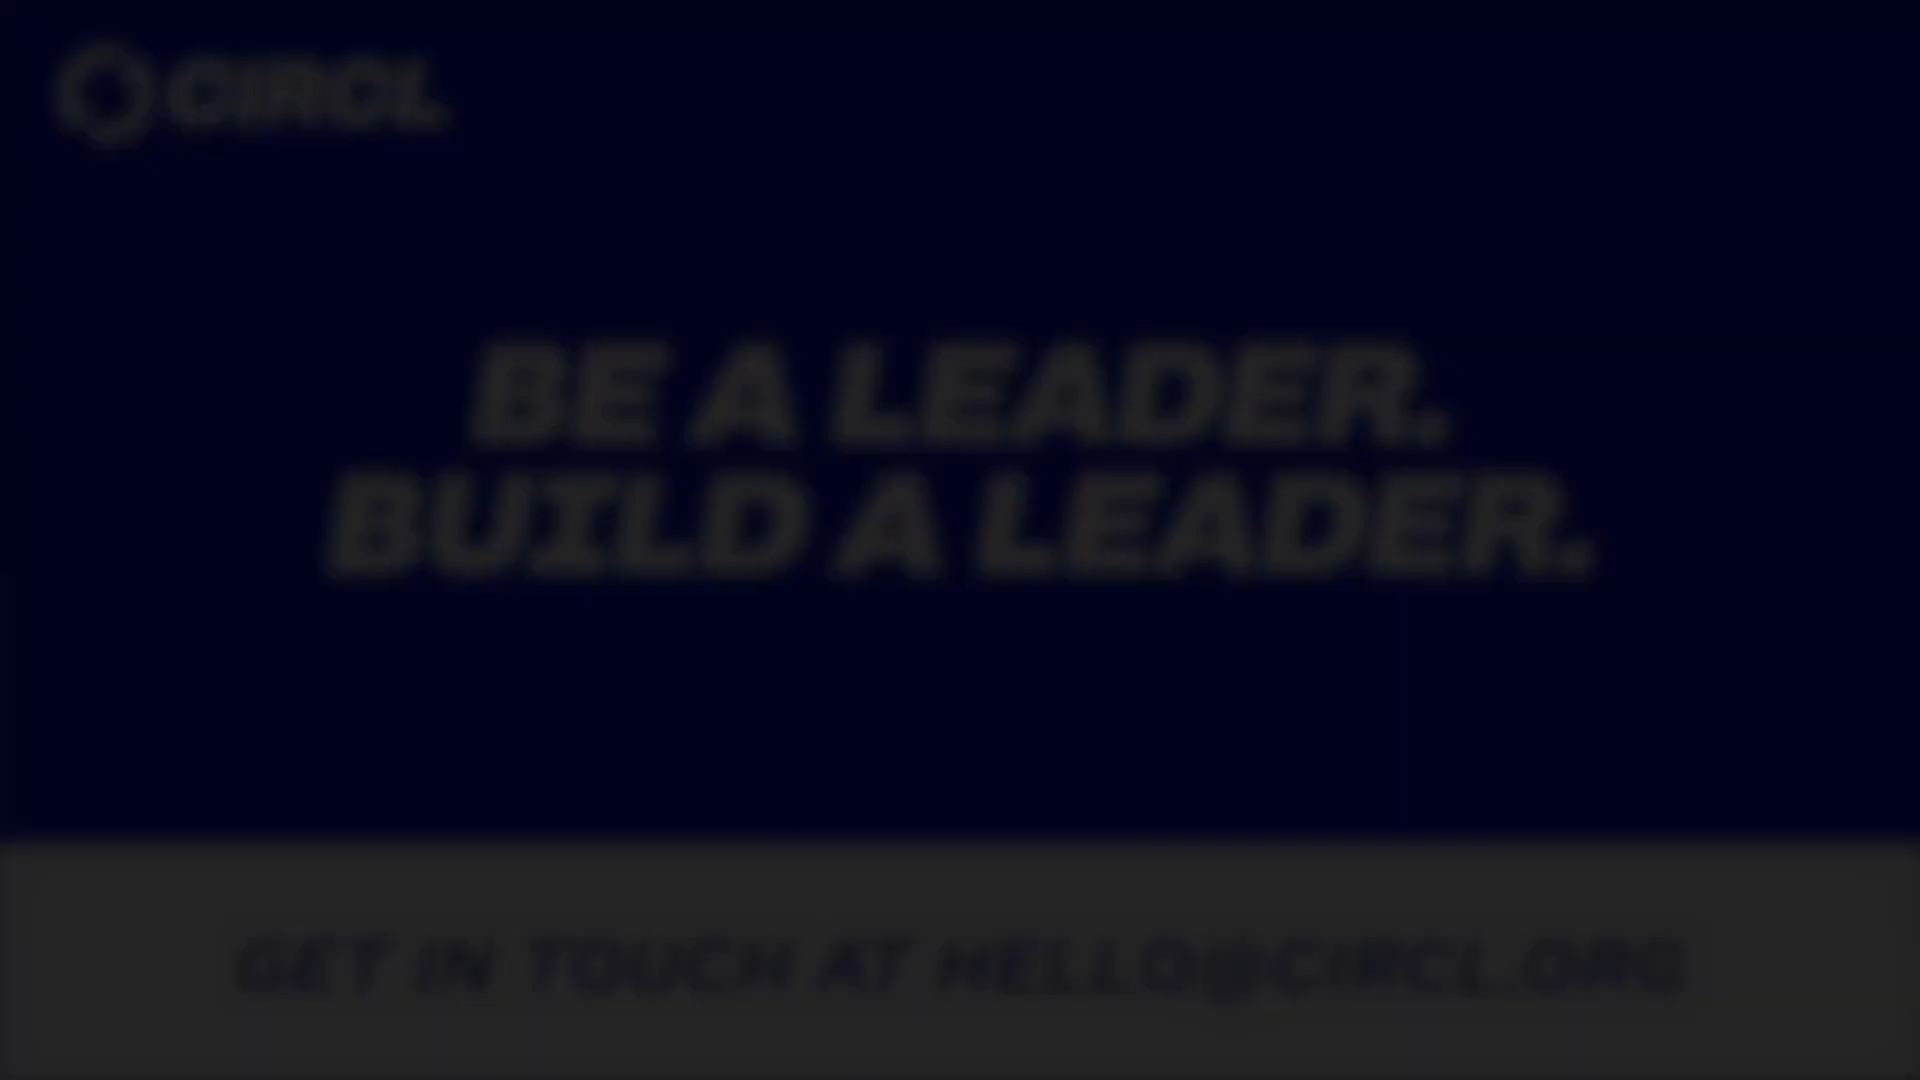 CIRCL
BE A LEADER.
BUILD A LEADER.
GET IN TOUCH AT HELLO@CIRCL.ORG